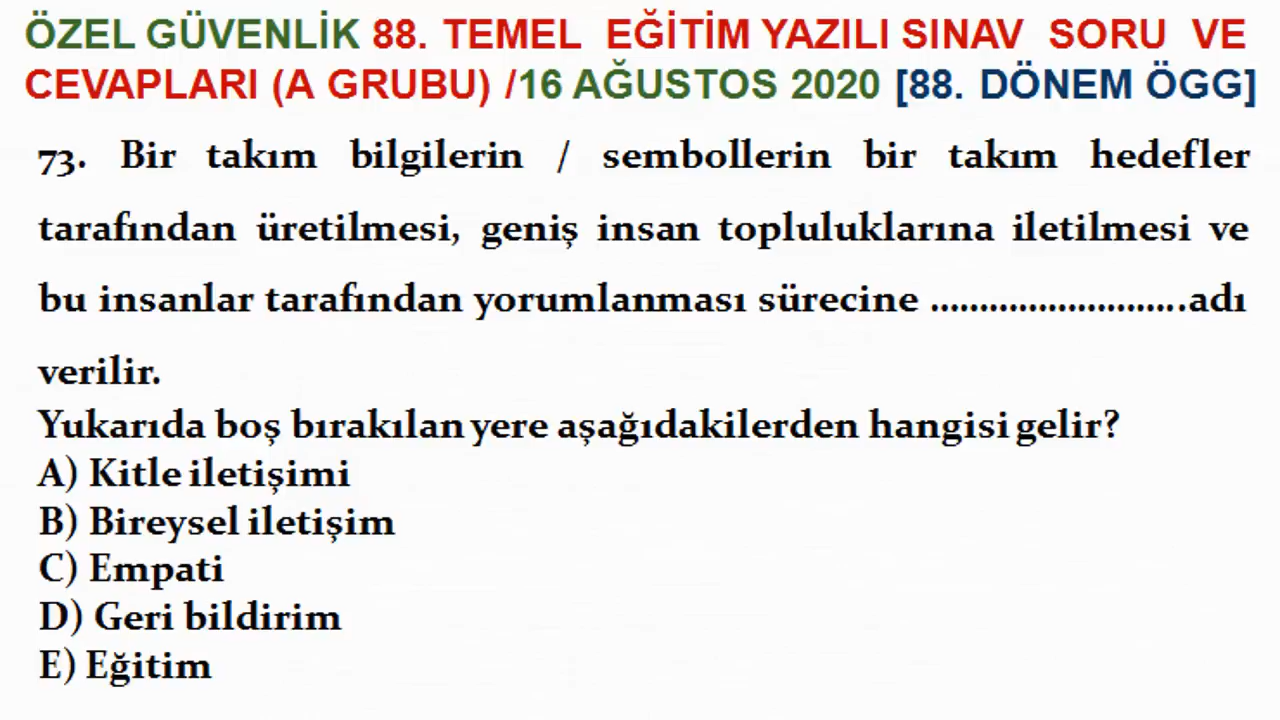 ÖZEL GÜVENLİK 88. TEMEL EĞİTİM YAZILI SINAV SORU VE
CEVAPLARI (A GRUBU) /16 AĞUSTOS 2020 [88. DÖNEM ÖGG]
73. Bir takım bilgilerin / sembollerin bir takım hedefler
tarafından üretilmesi, geniş insan topluluklarına iletilmesi ve
bu insanlar tarafından yorumlanması sürecine ..........................adı
verilir.
Yukarıda boş bırakılan yere aşağıdakilerden hangisi gelir?
A) Kitle iletişimi
B) Bireysel iletişim
C) Empati
D) Geri bildirim
E) Eğitim